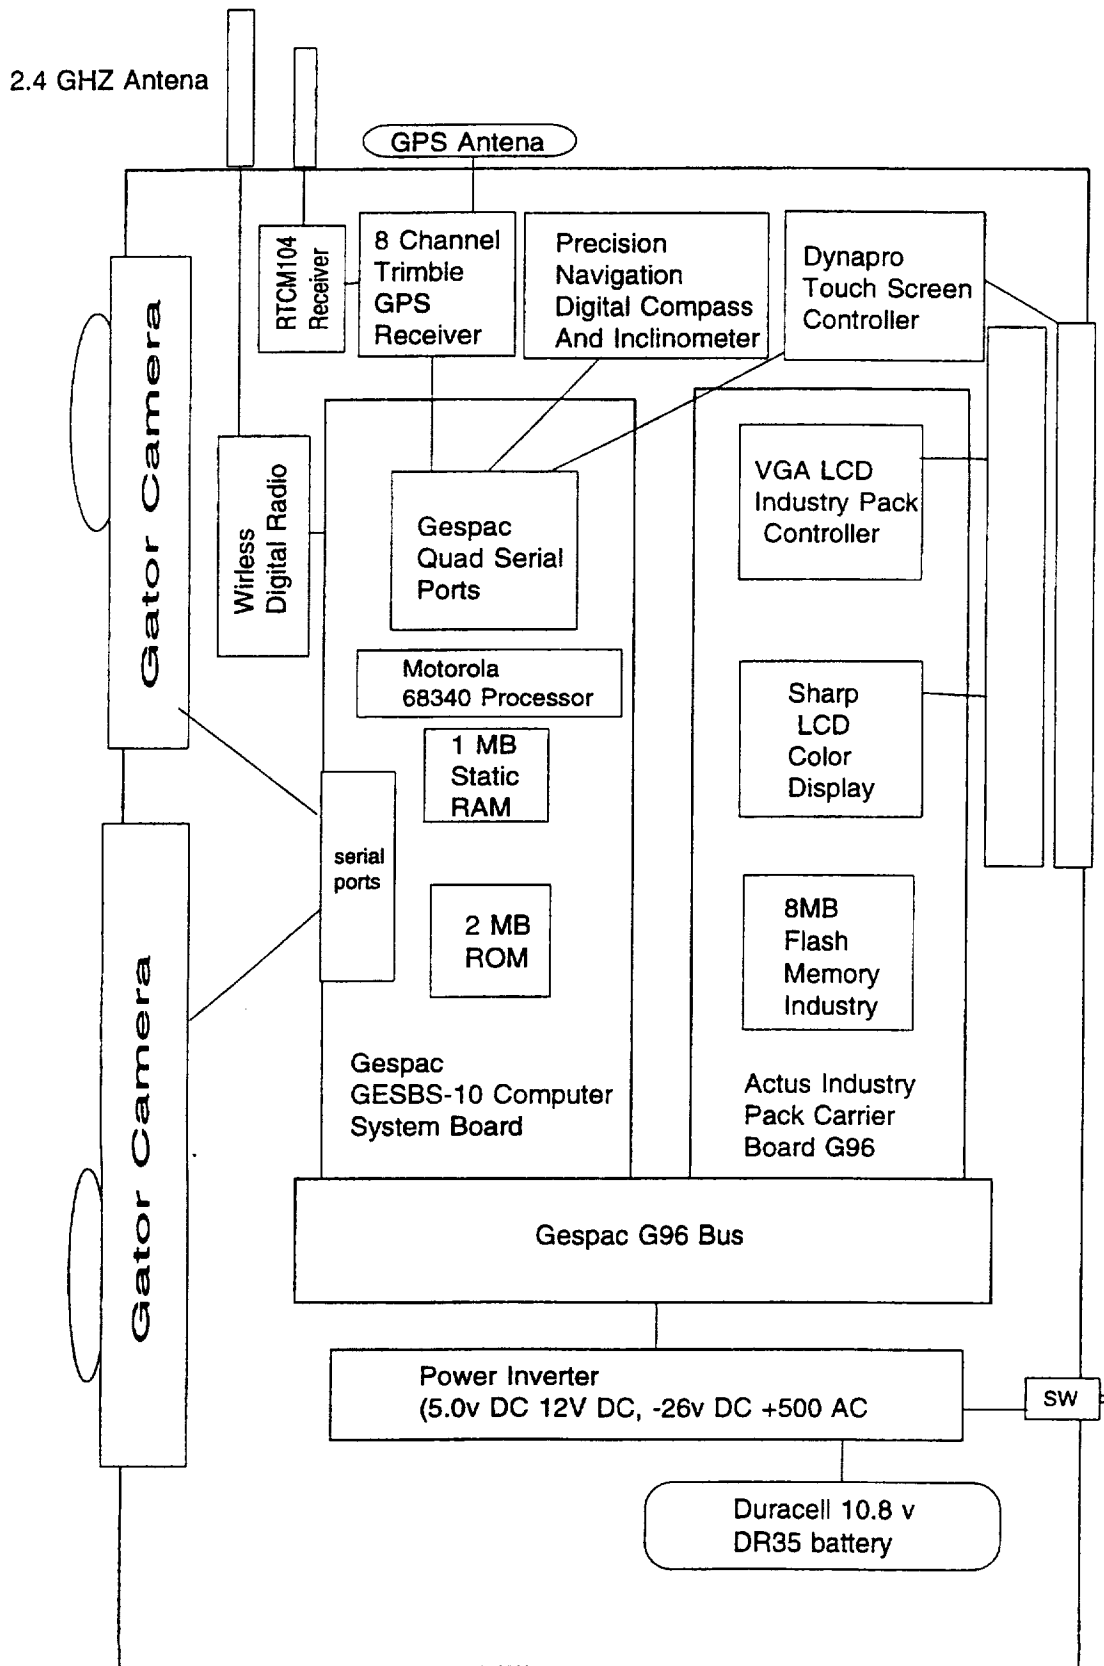 2.4 GHZ Antena
GPS Antena
RTCM104
Receiver
8 Channel
Trimble
GPS
Receiver
Precision
Navigation
Digital Compass
And Inclinometer
Dynapro
Touch Screen
Controller
Gator Camera
Wirless
Digital Radio
Gespac
Quad Serial
Ports
VGA LCD
Industry Pack
Controller
Motorola
68340 Processor
1 MB
Static
RAM
Sharp
LCD
Color
Display
serial
ports
2 MB
ROM
8MB
Flash
Memory
Industry
Gator Camera
Gespac
GESBS-10 Computer
System Board
Actus Industry
Pack Carrier
Board G96
Gespac G96 Bus
Power Inverter
(5.0v DC 12V DC, -26v DC +500 AC
SW
Duracell 10.8 v
DR35 battery